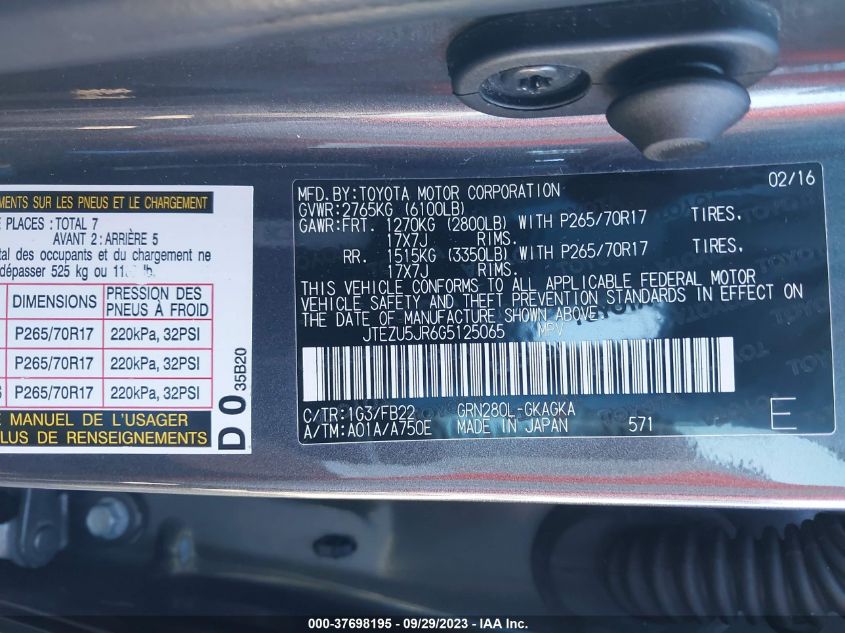 MENTS SUR LES PNEUS ET LE CHARGEMENT
E PLACES : TOTAL 7
AVANT 2: ARRIÈRE 5
tal des occupants et du chargement ne
dépasser 525 kg ou lb.
DIMENSIONS PRESSION DES PNEUS À FROID
P265/70R17 220kPa, 32PSI
P265/70R17 220kPa, 32PSI
P265/70R17 220kPa, 32PSI
E MANUEL DE L'USAGER
LUS DE RENSEIGNEMENTS
D 0 35B20
MFD.BY:TOYOTA MOTOR CORPORATION 02/16
GVWR:2765KG (6100LB)
GAWR:FRT. 1270KG (2800LB) WITH P265/70R17 TIRES.
17X7J RIMS.
RR. 1515KG (3350LB) WITH P265/70R17 TIRES.
17X7J RIMS.
THIS VEHICLE CONFORMS TO ALL APPLICABLE FEDERAL MOTOR
VEHICLE SAFETY AND THEFT PREVENTION STANDARDS IN EFFECT ON
THE DATE OF MANUFACTURE SHOWN ABOVE.
JTEZU5JR6G5125065 MPV
C/TR:1G3/FB22 GRN280L-GKAGKA
A/TM:A01A/A750E MADE IN JAPAN 571 E
000-37698195 - 09/29/2023 - IAA Inc.